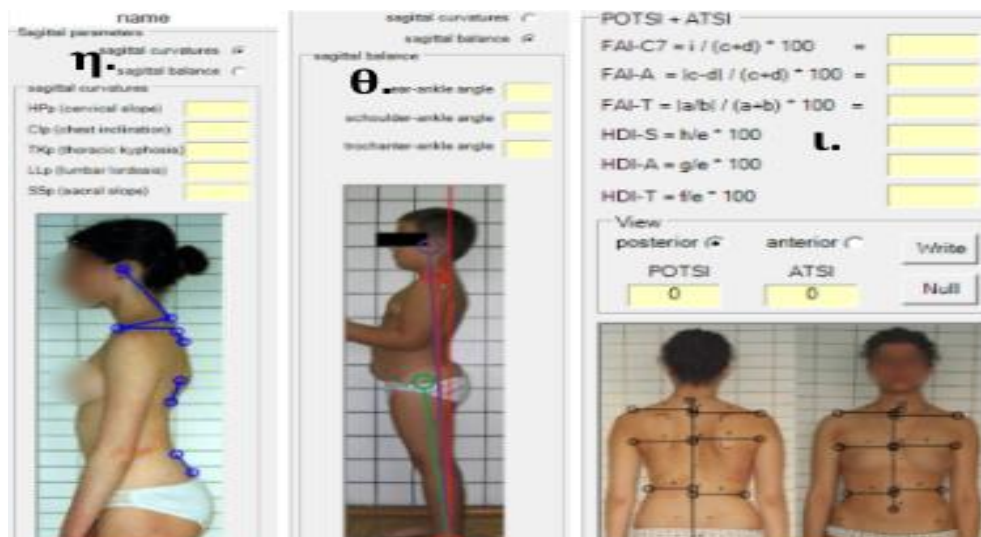 name
Sagittal parameters
η.
sagittal curvatures
sagittal balance
sagittal curvatures
HPp (cervical slope)
CIp (chest inclination)
TKp (thoracic kyphosis)
LLp (lumbar lordosis)
SSp (sacral slope)
sagittal curvatures
sagittal balance
sagittal balance
θ.
ear-ankle angle
schoulder-ankle angle
trochanter-ankle angle
POTSI + ATSI
FAI-C7 = i / (c+d) * 100 =
FAI-A = |c-d| / (c+d) * 100 =
FAI-T = |a/b| / (a+b) * 100 =
HDI-S = h/e * 100
ι.
HDI-A = g/e * 100
HDI-T = f/e * 100
View
posterior anterior
Write
POTSI ATSI
0 0
Null